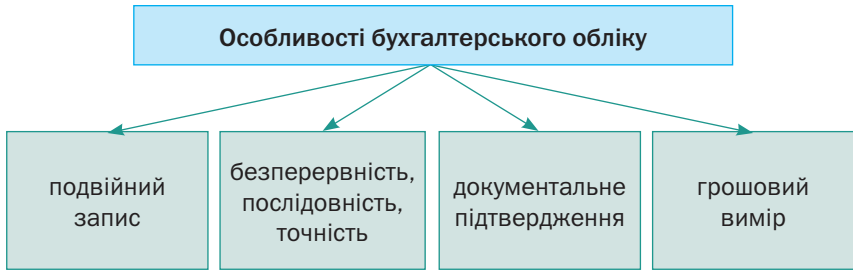 Особливості бухгалтерського обліку
подвійний
запис
безперервність,
послідовність,
точність
документальне
підтвердження
грошовий
вимір